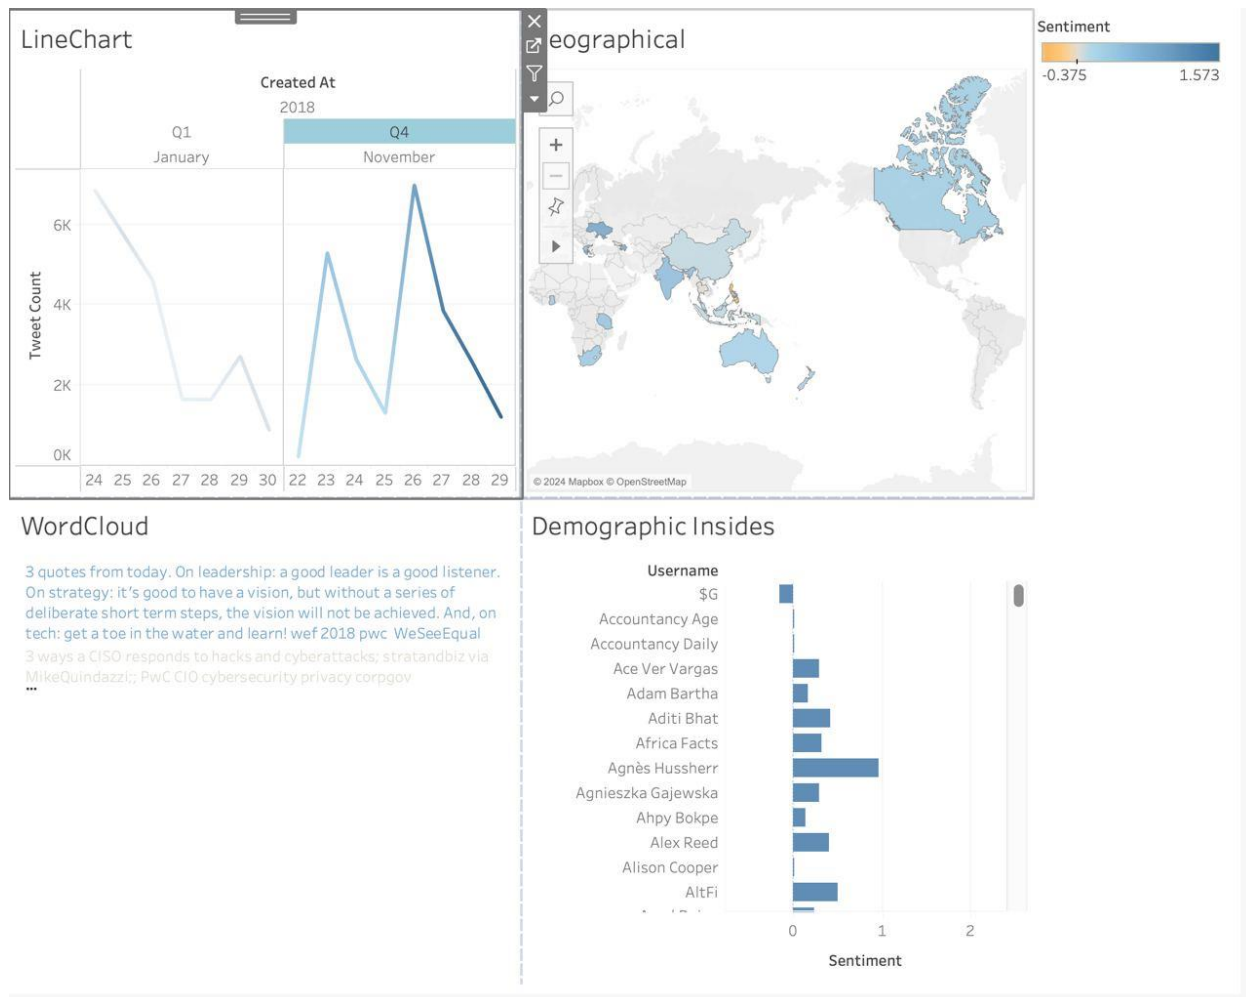 LineChart
Created At
2018
Q1
Q4
January
November
Tweet Count
6K
4K
2K
0K
24 25 26 27 28 29 30 22 23 24 25 26 27 28 29
eographical
© 2024 Mapbox © OpenStreetMap
Sentiment
-0.375
1.573
WordCloud
3 quotes from today. On leadership: a good leader is a good listener.
On strategy: it's good to have a vision, but without a series of
deliberate short term steps, the vision will not be achieved. And, on
tech: get a toe in the water and learn! wef 2018 pwc WeSeeEqual
3 ways a CISO responds to hacks and cyberattacks; stratandbiz via
MikeQuindazzi;; PwC CIO cybersecurity privacy corpgov
...
Demographic Insides
Username
$G
Accountancy Age
Accountancy Daily
Ace Ver Vargas
Adam Bartha
Aditi Bhat
Africa Facts
Agnès Hussherr
Agnieszka Gajewska
Ahpy Bokpe
Alex Reed
Alison Cooper
AltFi
0 1 2
Sentiment